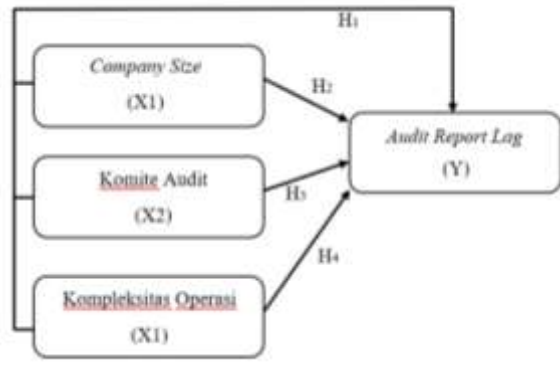 H1
Company Size
(X1)
H2
Audit Report Lag
(Y)
Komite Audit
(X2)
H3
H4
Kompleksitas Operasi
(X1)